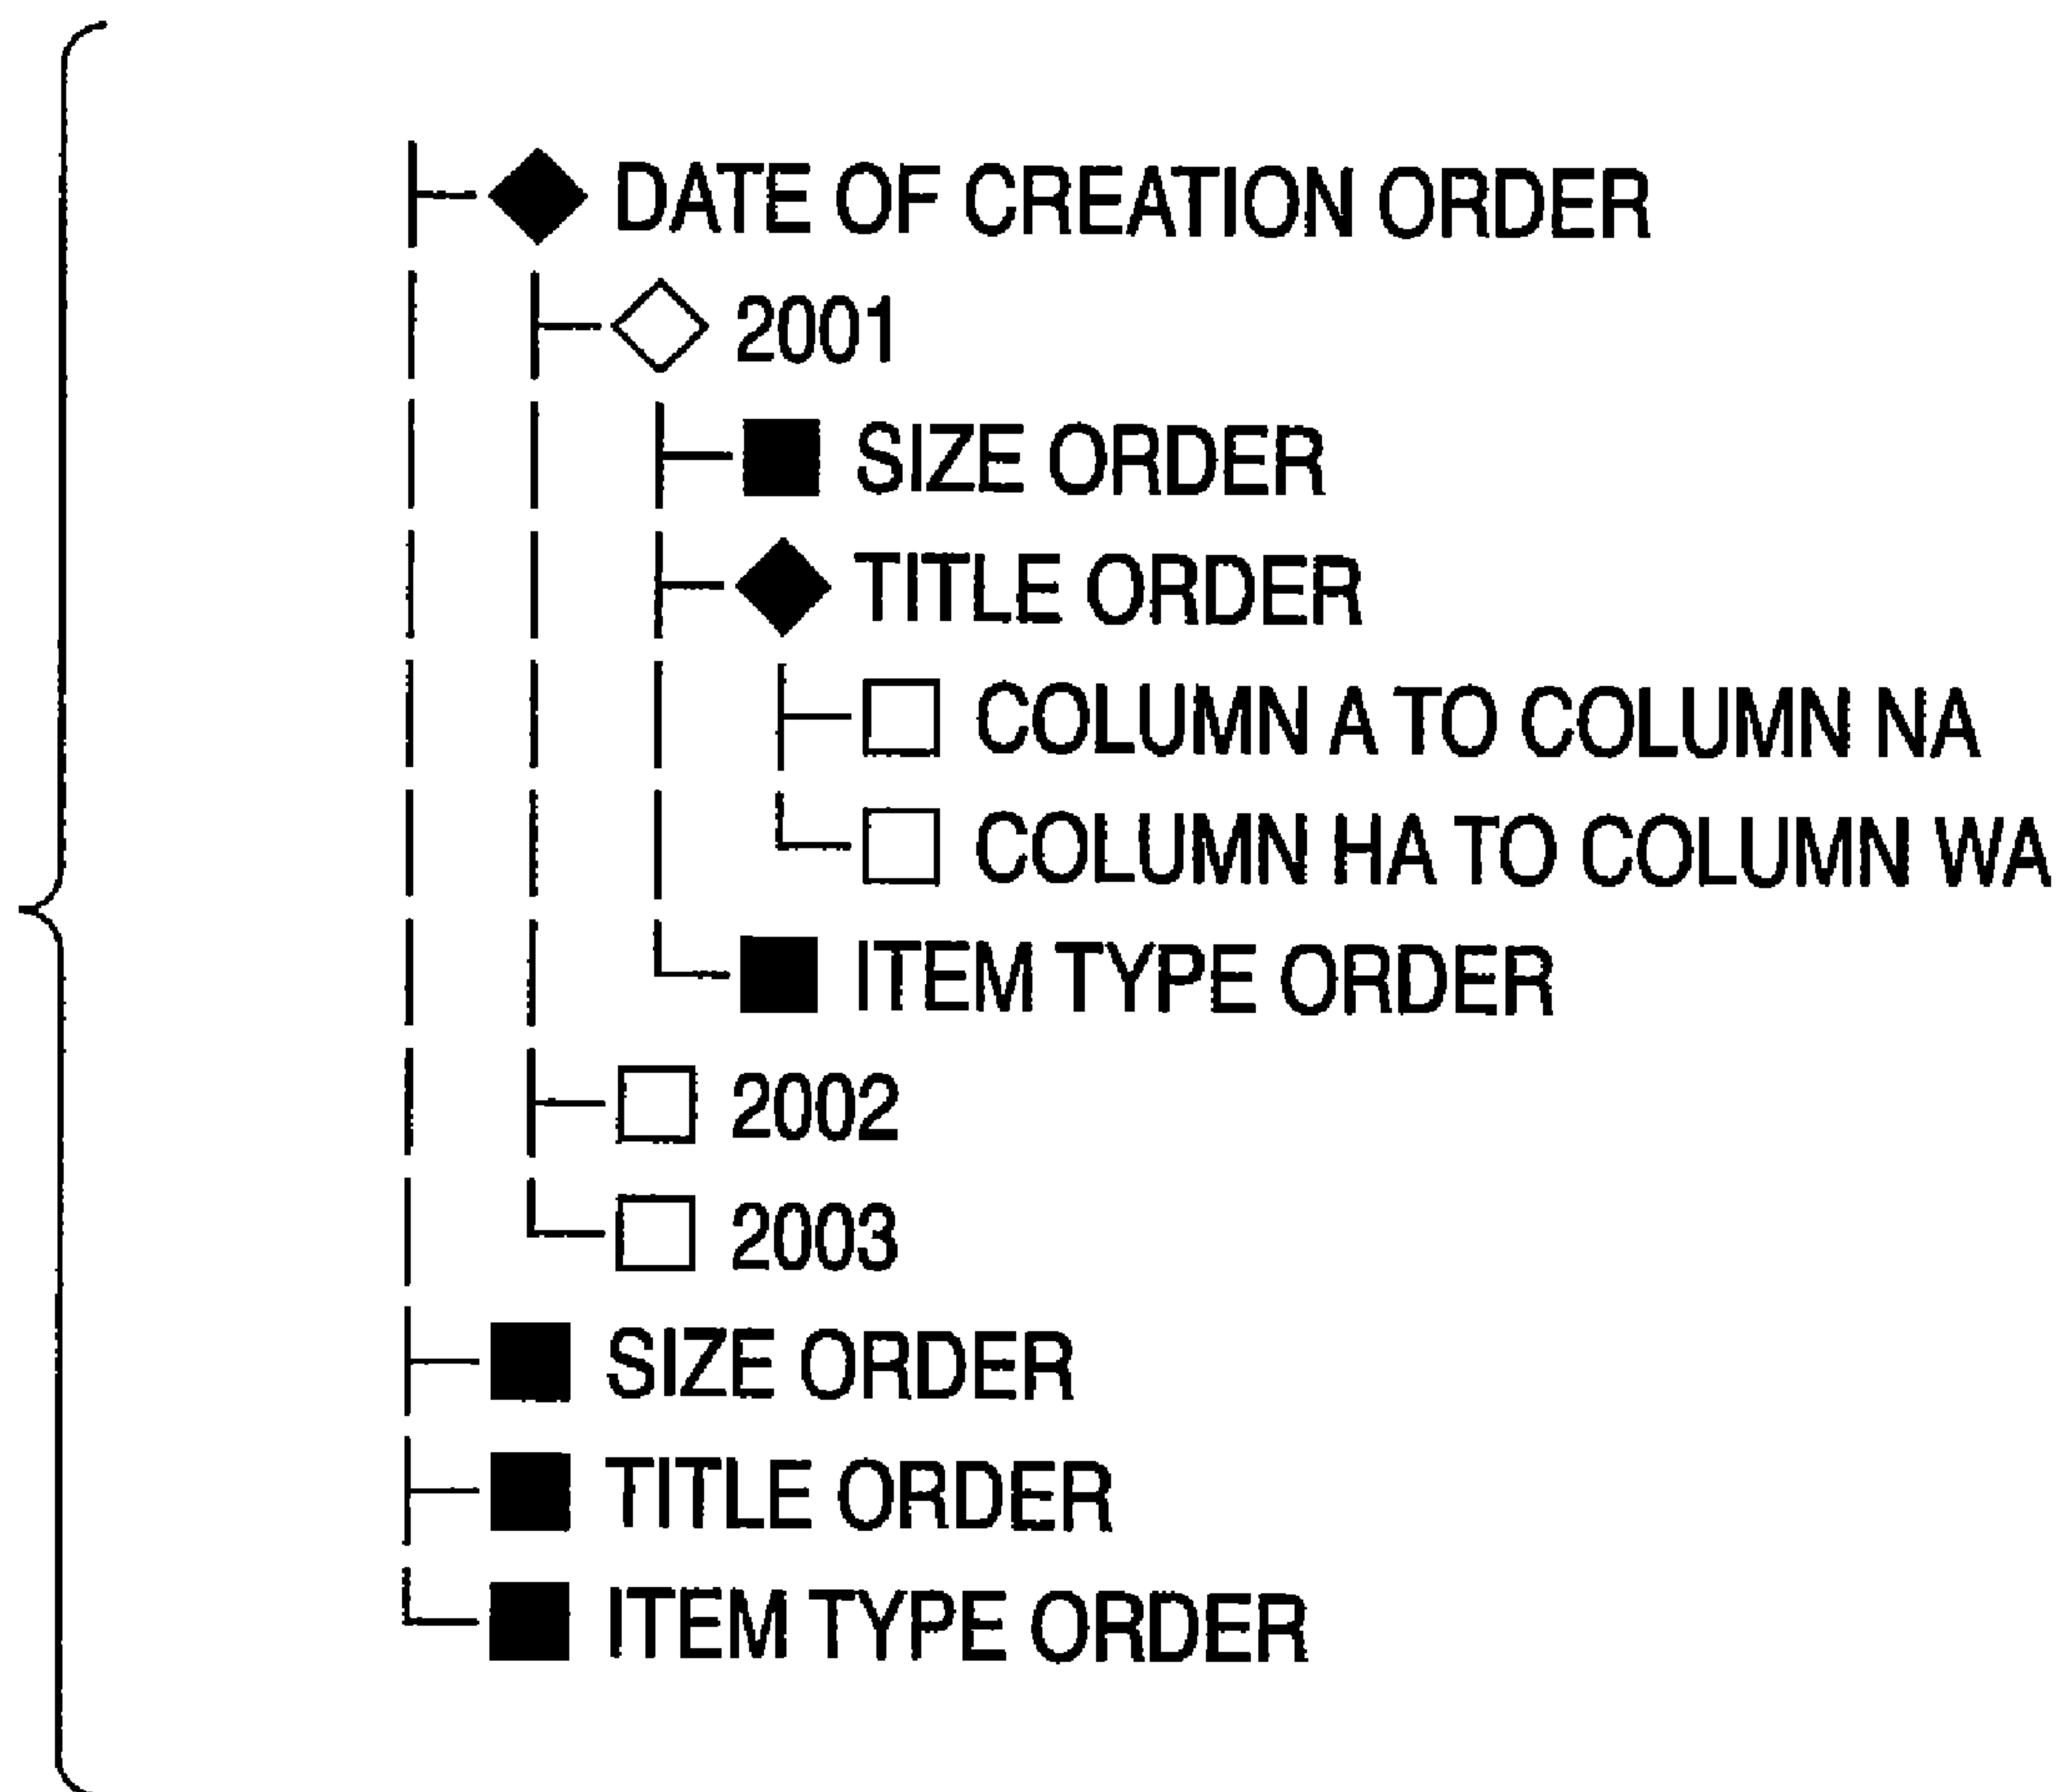 DATE OF CREATION ORDER
2001
SIZE ORDER
TITLE ORDER
COLUMN A TO COLUMN NA
COLUMN HA TO COLUMN WA
ITEM TYPE ORDER
2002
2003
SIZE ORDER
TITLE ORDER
ITEM TYPE ORDER